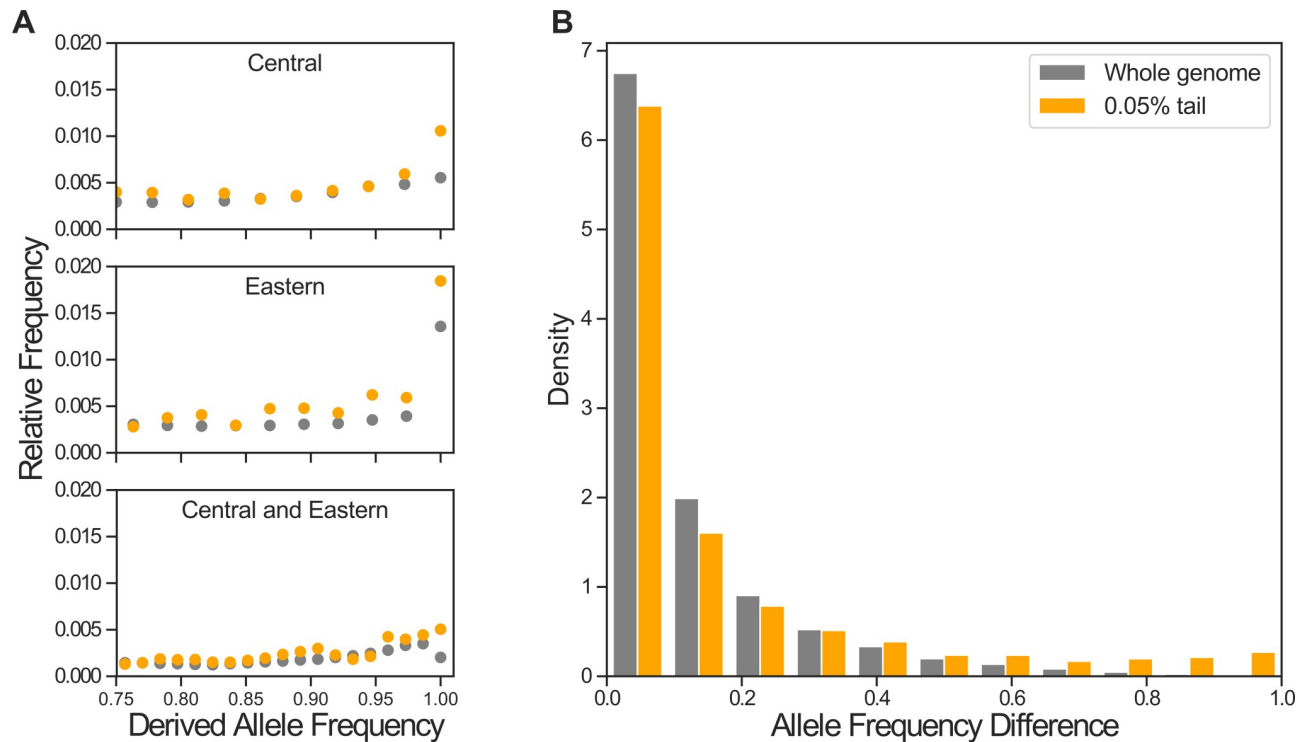 A
Central
0.020
0.015
0.010
0.005
0.000
Eastern
0.020
0.015
0.010
0.005
0.000
Central and Eastern
0.020
0.015
0.010
0.005
0.000
0.75 0.80 0.85 0.90 0.95 1.00
Relative Frequency
Derived Allele Frequency
B
Whole genome
0.05% tail
7
6
5
4
3
2
1
0
0.0 0.2 0.4 0.6 0.8 1.0
Density
Allele Frequency Difference